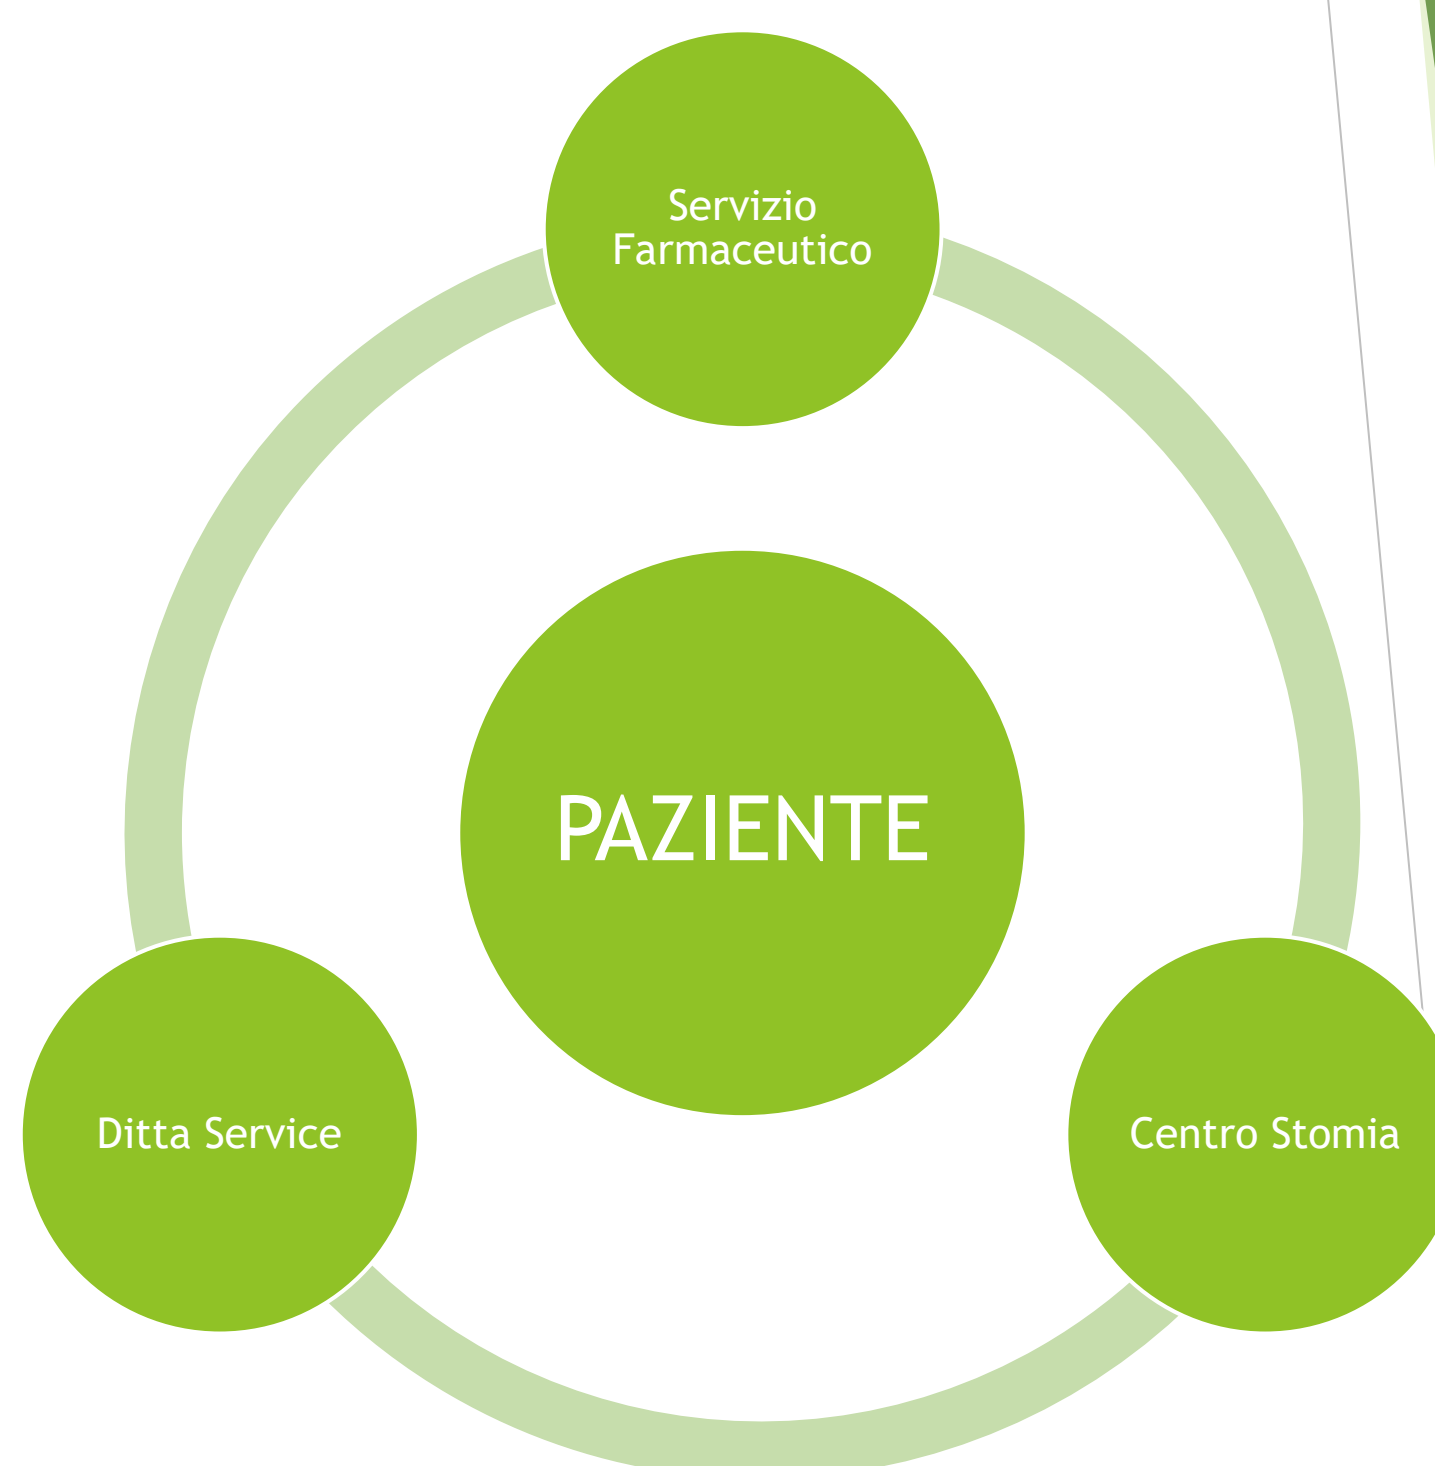 Servizio
Farmaceutico
PAZIENTE
Ditta Service
Centro Stomia